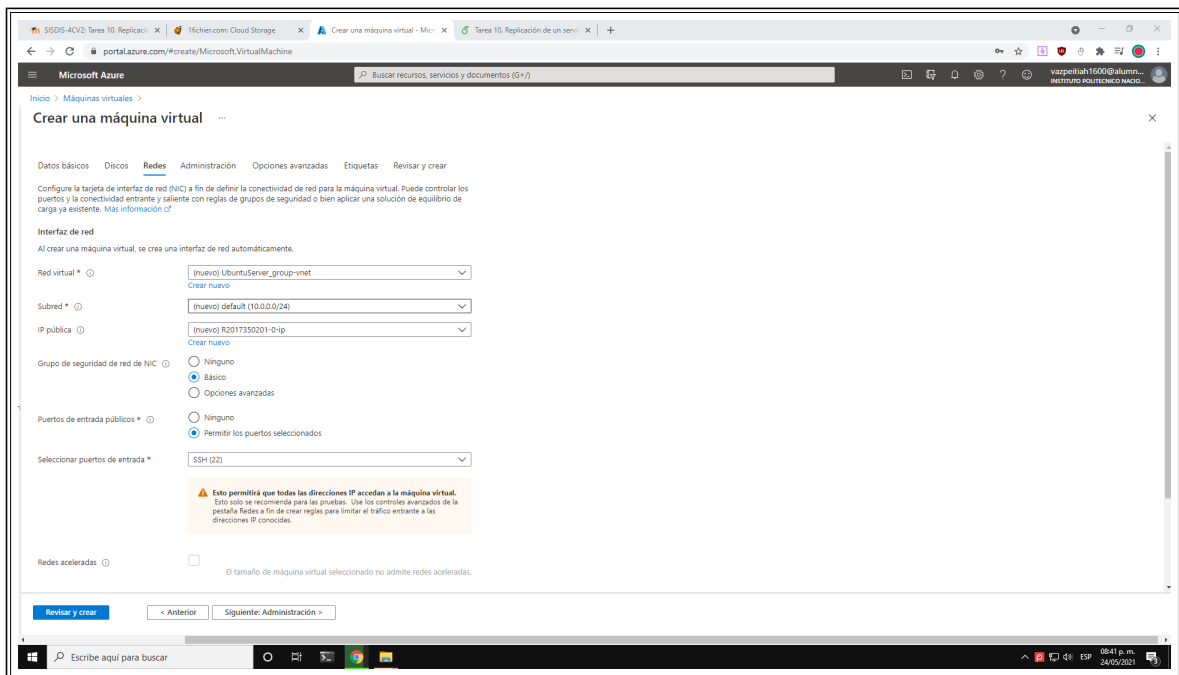 SISDIS-4CV2: Tarea 10. Replicació
1fichier.com: Cloud Storage
Crear una máquina virtual - Micro
Tarea 10. Replicación de un servi
portal.azure.com/#create/Microsoft.VirtualMachine
Microsoft Azure
Buscar recursos, servicios y documentos (G+/)
vazpeitiah1600@alumn...
INSTITUTO POLITECNICO NACIO...
Inicio > Máquinas virtuales >
Crear una máquina virtual ...
Datos básicos Discos Redes Administración Opciones avanzadas Etiquetas Revisar y crear
Configure la tarjeta de interfaz de red (NIC) a fin de definir la conectividad de red para la máquina virtual. Puede controlar los
puertos y la conectividad entrante y saliente con reglas de grupos de seguridad o bien aplicar una solución de equilibrio de
carga ya existente. Más información
Interfaz de red
Al crear una máquina virtual, se crea una interfaz de red automáticamente.
Red virtual * (nuevo) UbuntuServer_group-vnet
Crear nuevo
Subred * (nuevo) default (10.0.0.0/24)
IP pública (nuevo) R2017350201-0-ip
Crear nuevo
Grupo de seguridad de red de NIC Ninguno
Básico
Opciones avanzadas
Puertos de entrada públicos * Ninguno
Permitir los puertos seleccionados
Seleccionar puertos de entrada * SSH (22)
Esto permitirá que todas las direcciones IP accedan a la máquina virtual.
Esto solo se recomienda para las pruebas. Use los controles avanzados de la
pestaña Redes a fin de crear reglas para limitar el tráfico entrante a las
direcciones IP conocidas.
Redes aceleradas
El tamaño de máquina virtual seleccionado no admite redes aceleradas.
Revisar y crear < Anterior Siguiente: Administración >
Escribe aquí para buscar
ESP
08:41 p. m.
24/05/2021
3